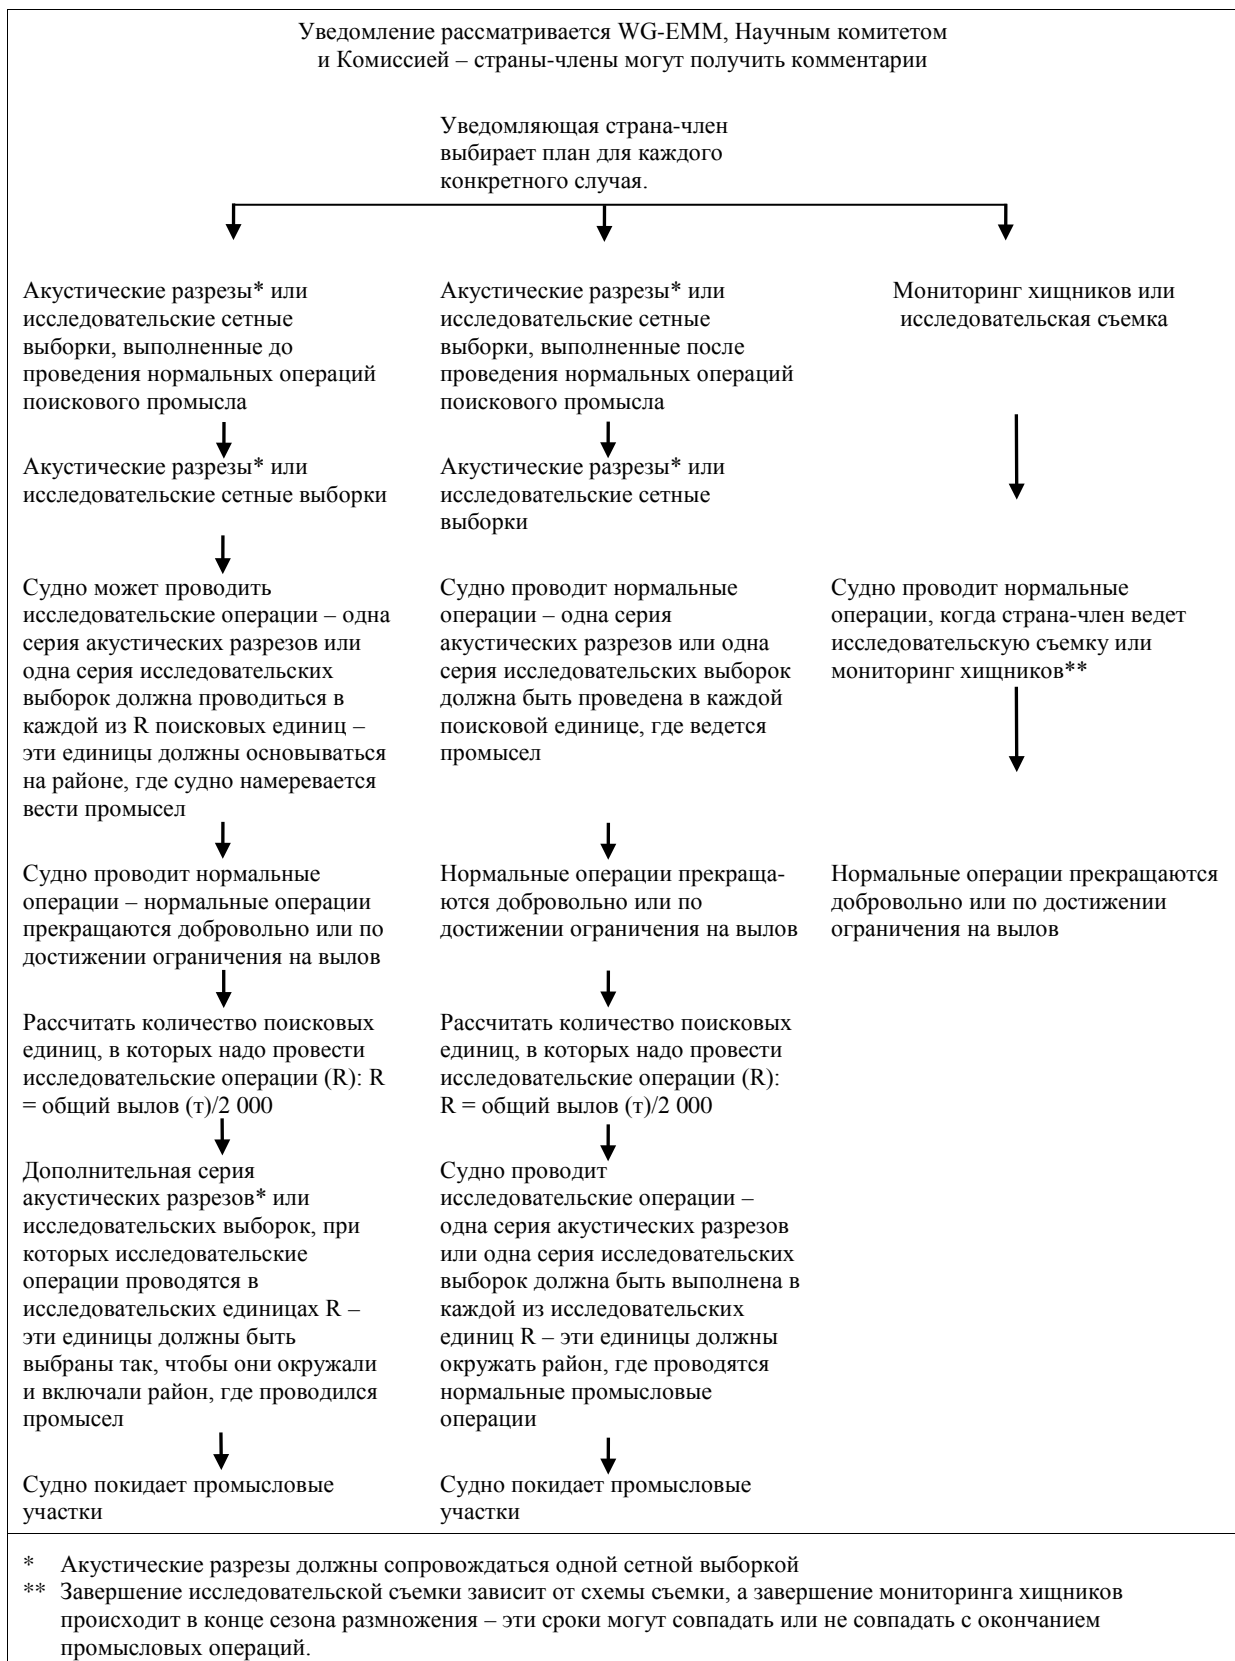 Уведомление рассматривается WG-EMM, Научным комитетом
и Комиссией – страны-члены могут получить комментарии
Уведомляющая страна-член
выбирает план для каждого
конкретного случая.
Акустические разрезы* или
исследовательские сетные
выборки, выполненные до
проведения нормальных операций
поискового промысла
Акустические разрезы* или
исследовательские сетные
выборки, выполненные после
проведения нормальных операций
поискового промысла
Мониторинг хищников или
исследовательская съемка
Акустические разрезы* или
исследовательские сетные выборки
Акустические разрезы* или
исследовательские сетные
выборки
Судно может проводить
исследовательские операции – одна
серия акустических разрезов или
одна серия исследовательских
выборок должна проводиться в
каждой из R поисковых единиц –
эти единицы должны основываться
на районе, где судно намеревается
вести промысел
Судно проводит нормальные
операции – одна серия
акустических разрезов или одна
серия исследовательских выборок
должна быть проведена в каждой
поисковой единице, где ведется
промысел
Судно проводит нормальные
операции, когда страна-член ведет
исследовательскую съемку или
мониторинг хищников**
Судно проводит нормальные
операции – нормальные операции
прекращаются добровольно или по
достижении ограничения на вылов
Нормальные операции прекраща-
ются добровольно или по
достижении ограничения на вылов
Нормальные операции прекращаются
добровольно или по достижении
ограничения на вылов
Рассчитать количество поисковых
единиц, в которых надо провести
исследовательские операции (R): R
= общий вылов (т)/2 000
Рассчитать количество поисковых
единиц, в которых надо провести
исследовательские операции (R):
R = общий вылов (т)/2 000
Дополнительная серия
акустических разрезов* или
исследовательских выборок, при
которых исследовательские
операции проводятся в
исследовательских единицах R –
эти единицы должны быть
выбраны так, чтобы они окружали
и включали район, где проводился
промысел
Судно проводит
исследовательские операции –
одна серия акустических разрезов
или одна серия исследовательских
выборок должна быть выполнена в
каждой из исследовательских
единиц R – эти единицы должны
окружать район, где проводятся
нормальные промысловые
операции
Судно покидает промысловые
участки
Судно покидает промысловые
участки
* Акустические разрезы должны сопровождаться одной сетной выборкой
** Завершение исследовательской съемки зависит от схемы съемки, а завершение мониторинга хищников
происходит в конце сезона размножения – эти сроки могут совпадать или не совпадать с окончанием
промысловых операций.